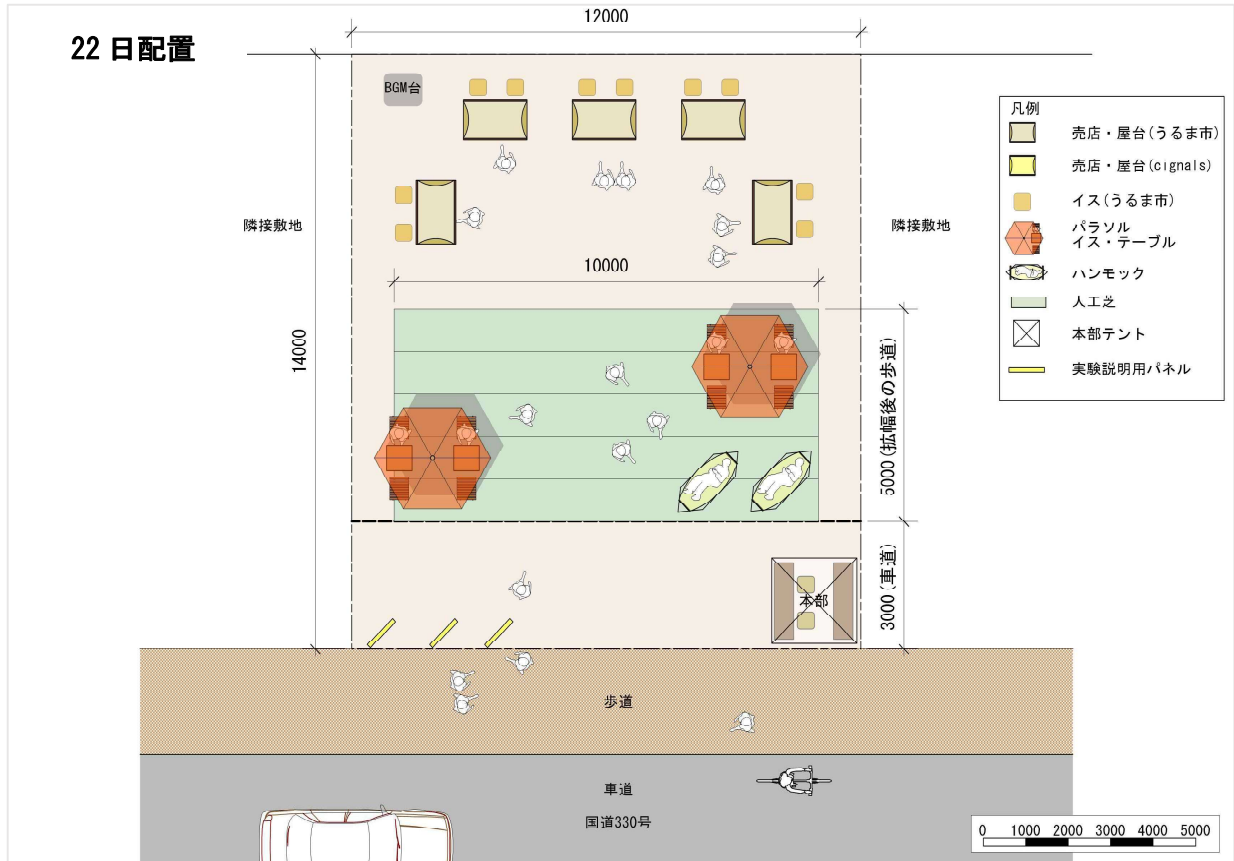 22日配置
12000
BGM台
凡例
売店・屋台(うるま市)
売店・屋台(cignals)
イス(うるま市)
パラソル
イス・テーブル
ハンモック
人工芝
本部テント
実験説明用パネル
隣接敷地
隣接敷地
10000
14000
5000(拡幅後の歩道)
3000(車道)
本部
歩道
車道
国道330号
0 1000 2000 3000 4000 5000